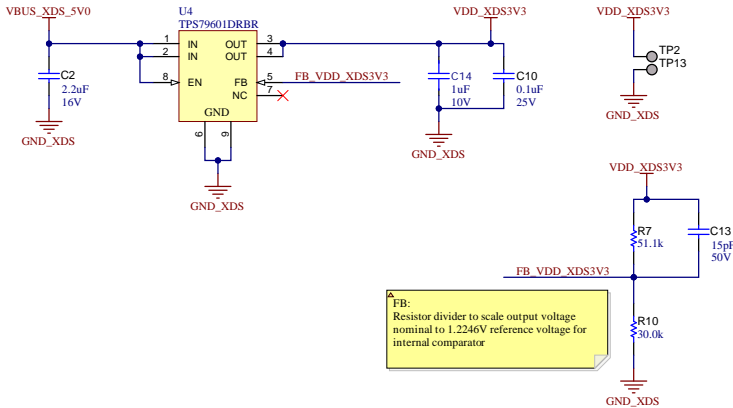 VBUS_XDS_5V0
C2
2.2uF
16V
GND_XDS
U4
TPS79601DRBR
1 IN
2 IN
8 EN
OUT 3
OUT 4
FB 5
NC 7
GND
6 9
GND_XDS
FB_VDD_XDS3V3
VDD_XDS3V3
C14
1uF
10V
C10
0.1uF
25V
GND_XDS
VDD_XDS3V3
TP2
TP13
GND_XDS
VDD_XDS3V3
R7
51.1k
C13
15pF
50V
FB_VDD_XDS3V3
R10
30.0k
GND_XDS
FB:
Resistor divider to scale output voltage
nominal to 1.2246V reference voltage for
internal comparator